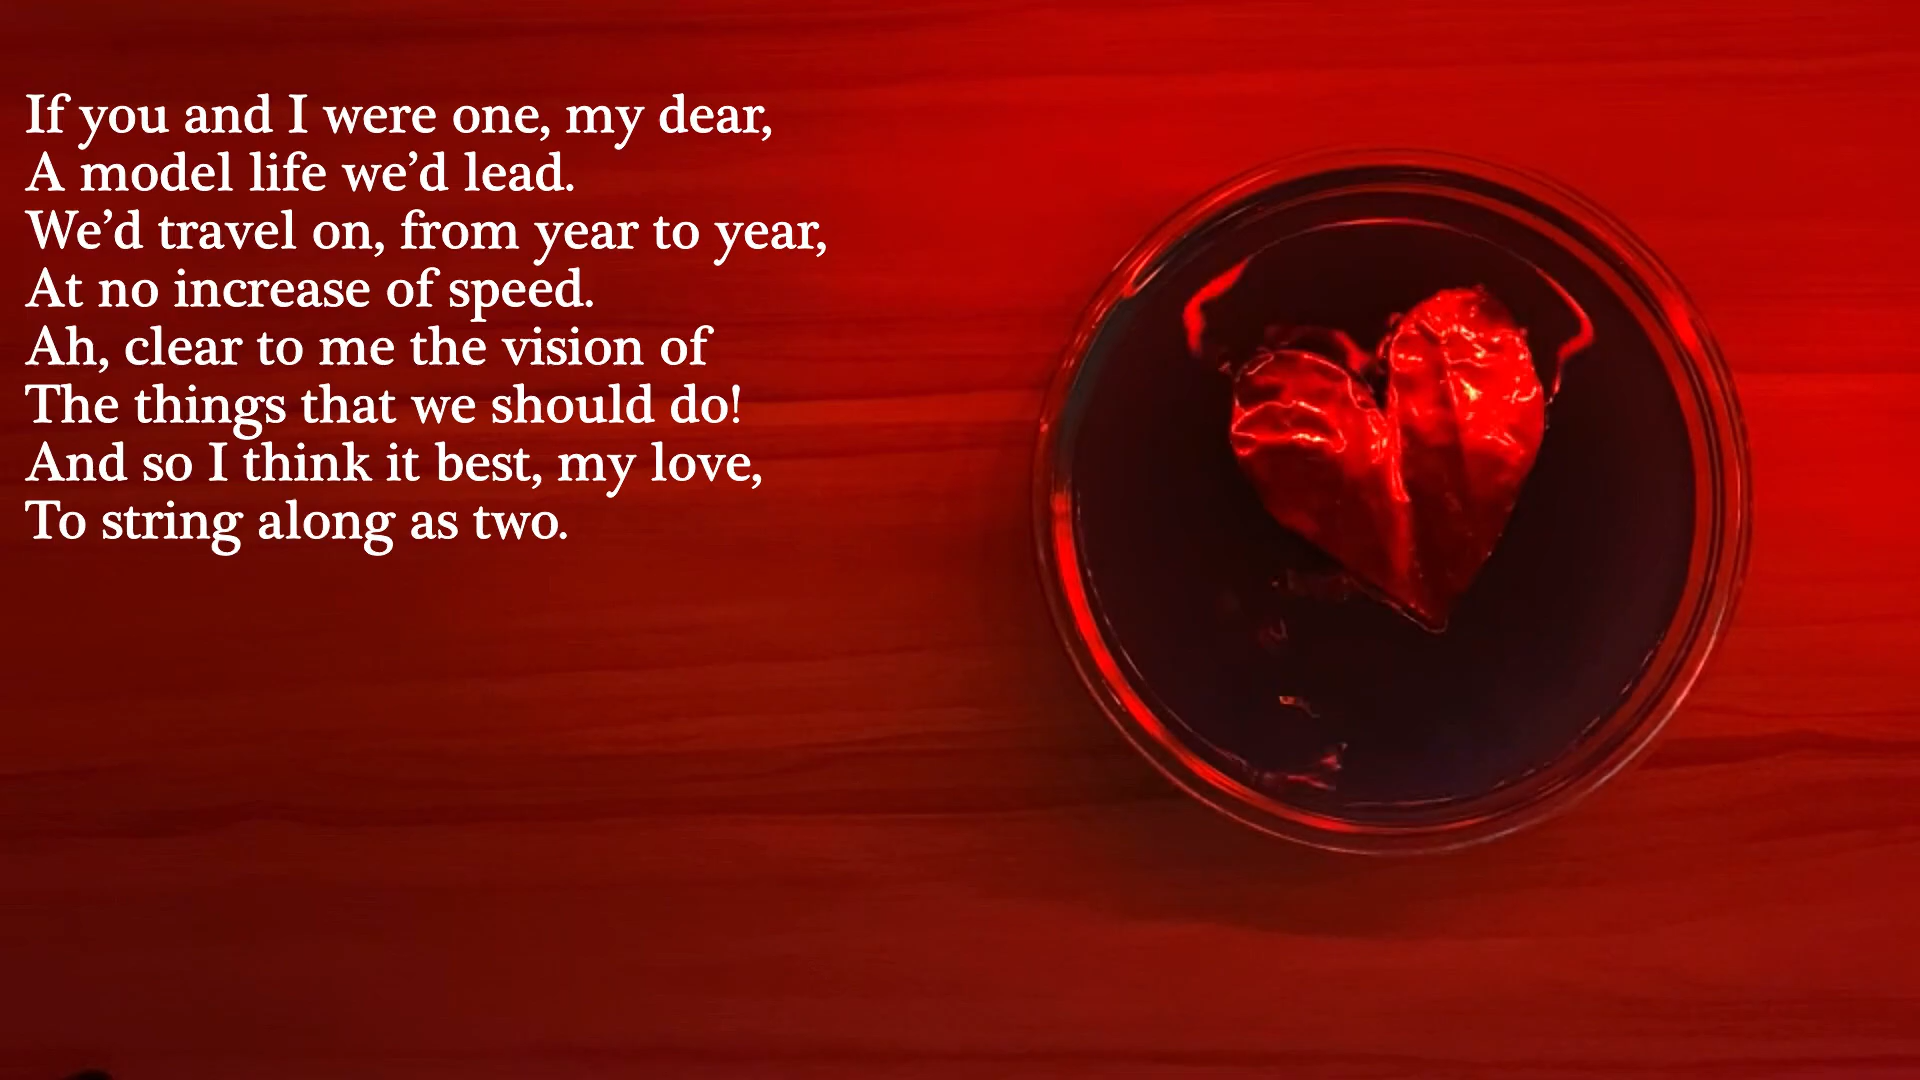 If you and I were one, my dear,
A model life we’d lead.
We’d travel on, from year to year,
At no increase of speed.
Ah, clear to me the vision of
The things that we should do!
And so I think it best, my love,
To string along as two.